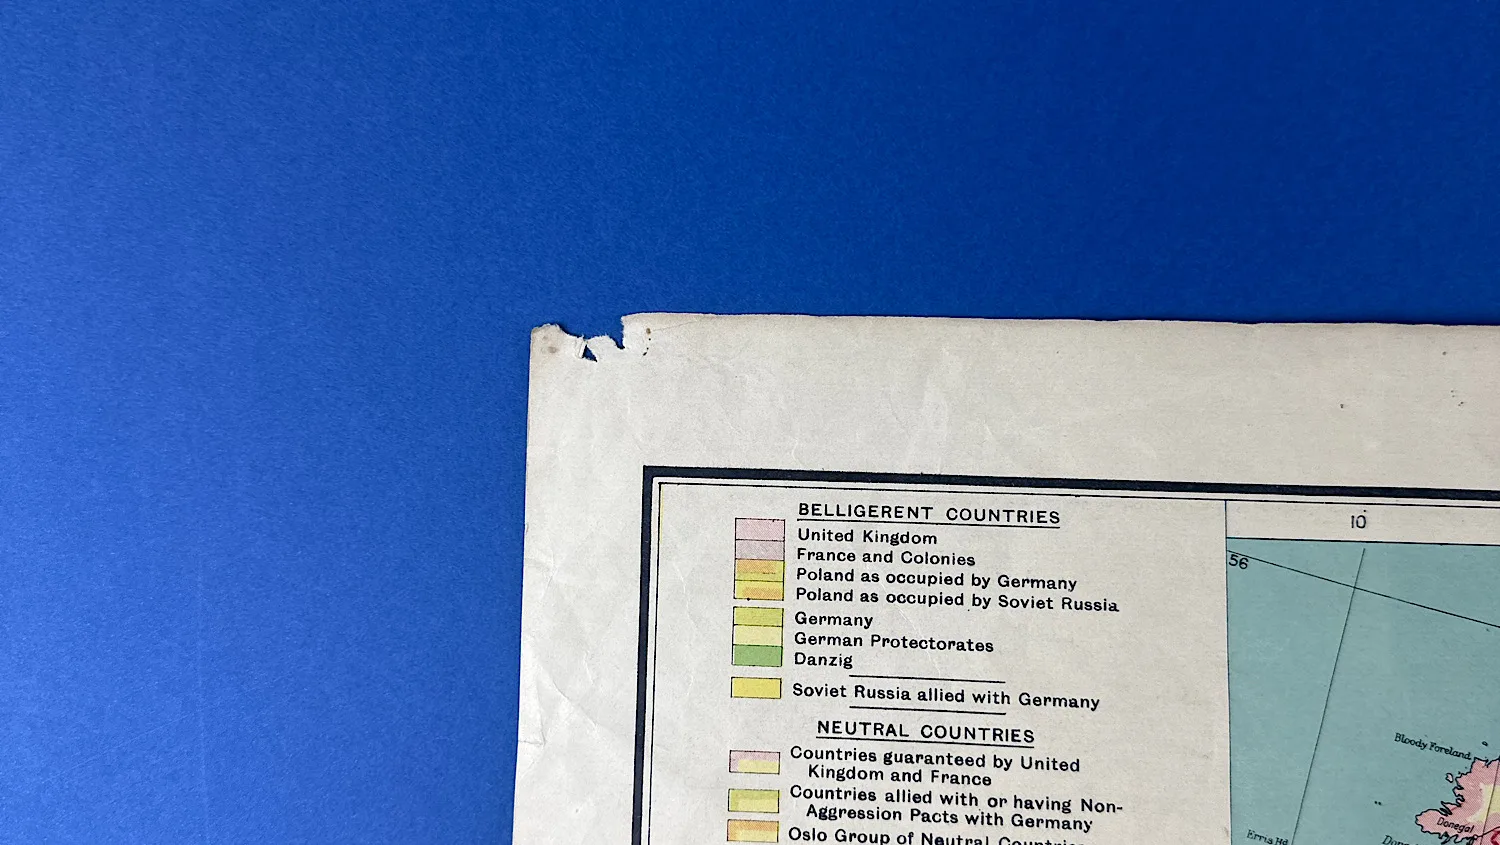 BELLIGERENT COUNTRIES
United Kingdom
France and Colonies
Poland as occupied by Germany
Poland as occupied by Soviet Russia
Germany
German Protectorates
Danzig
Soviet Russia allied with Germany
NEUTRAL COUNTRIES
Countries guaranteed by United
Kingdom and France
Countries allied with or having Non-
Aggression Pacts with Germany
Oslo Group of Neutral
10
56
Bloody Foreland
Donegal
Erris Hd